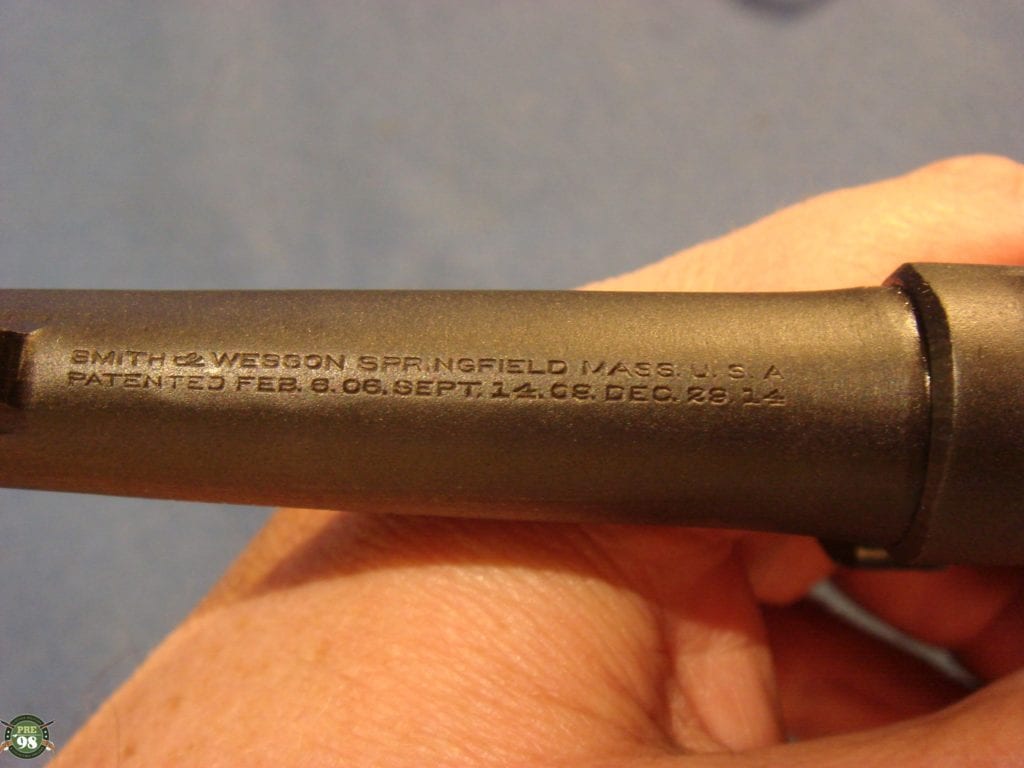 SMITH & WESSON SPRINGFIELD MASS. U. S. A
PATENTED FEB. 6. 06. SEPT. 14. 09. DEC. 29. 14
PRE
98